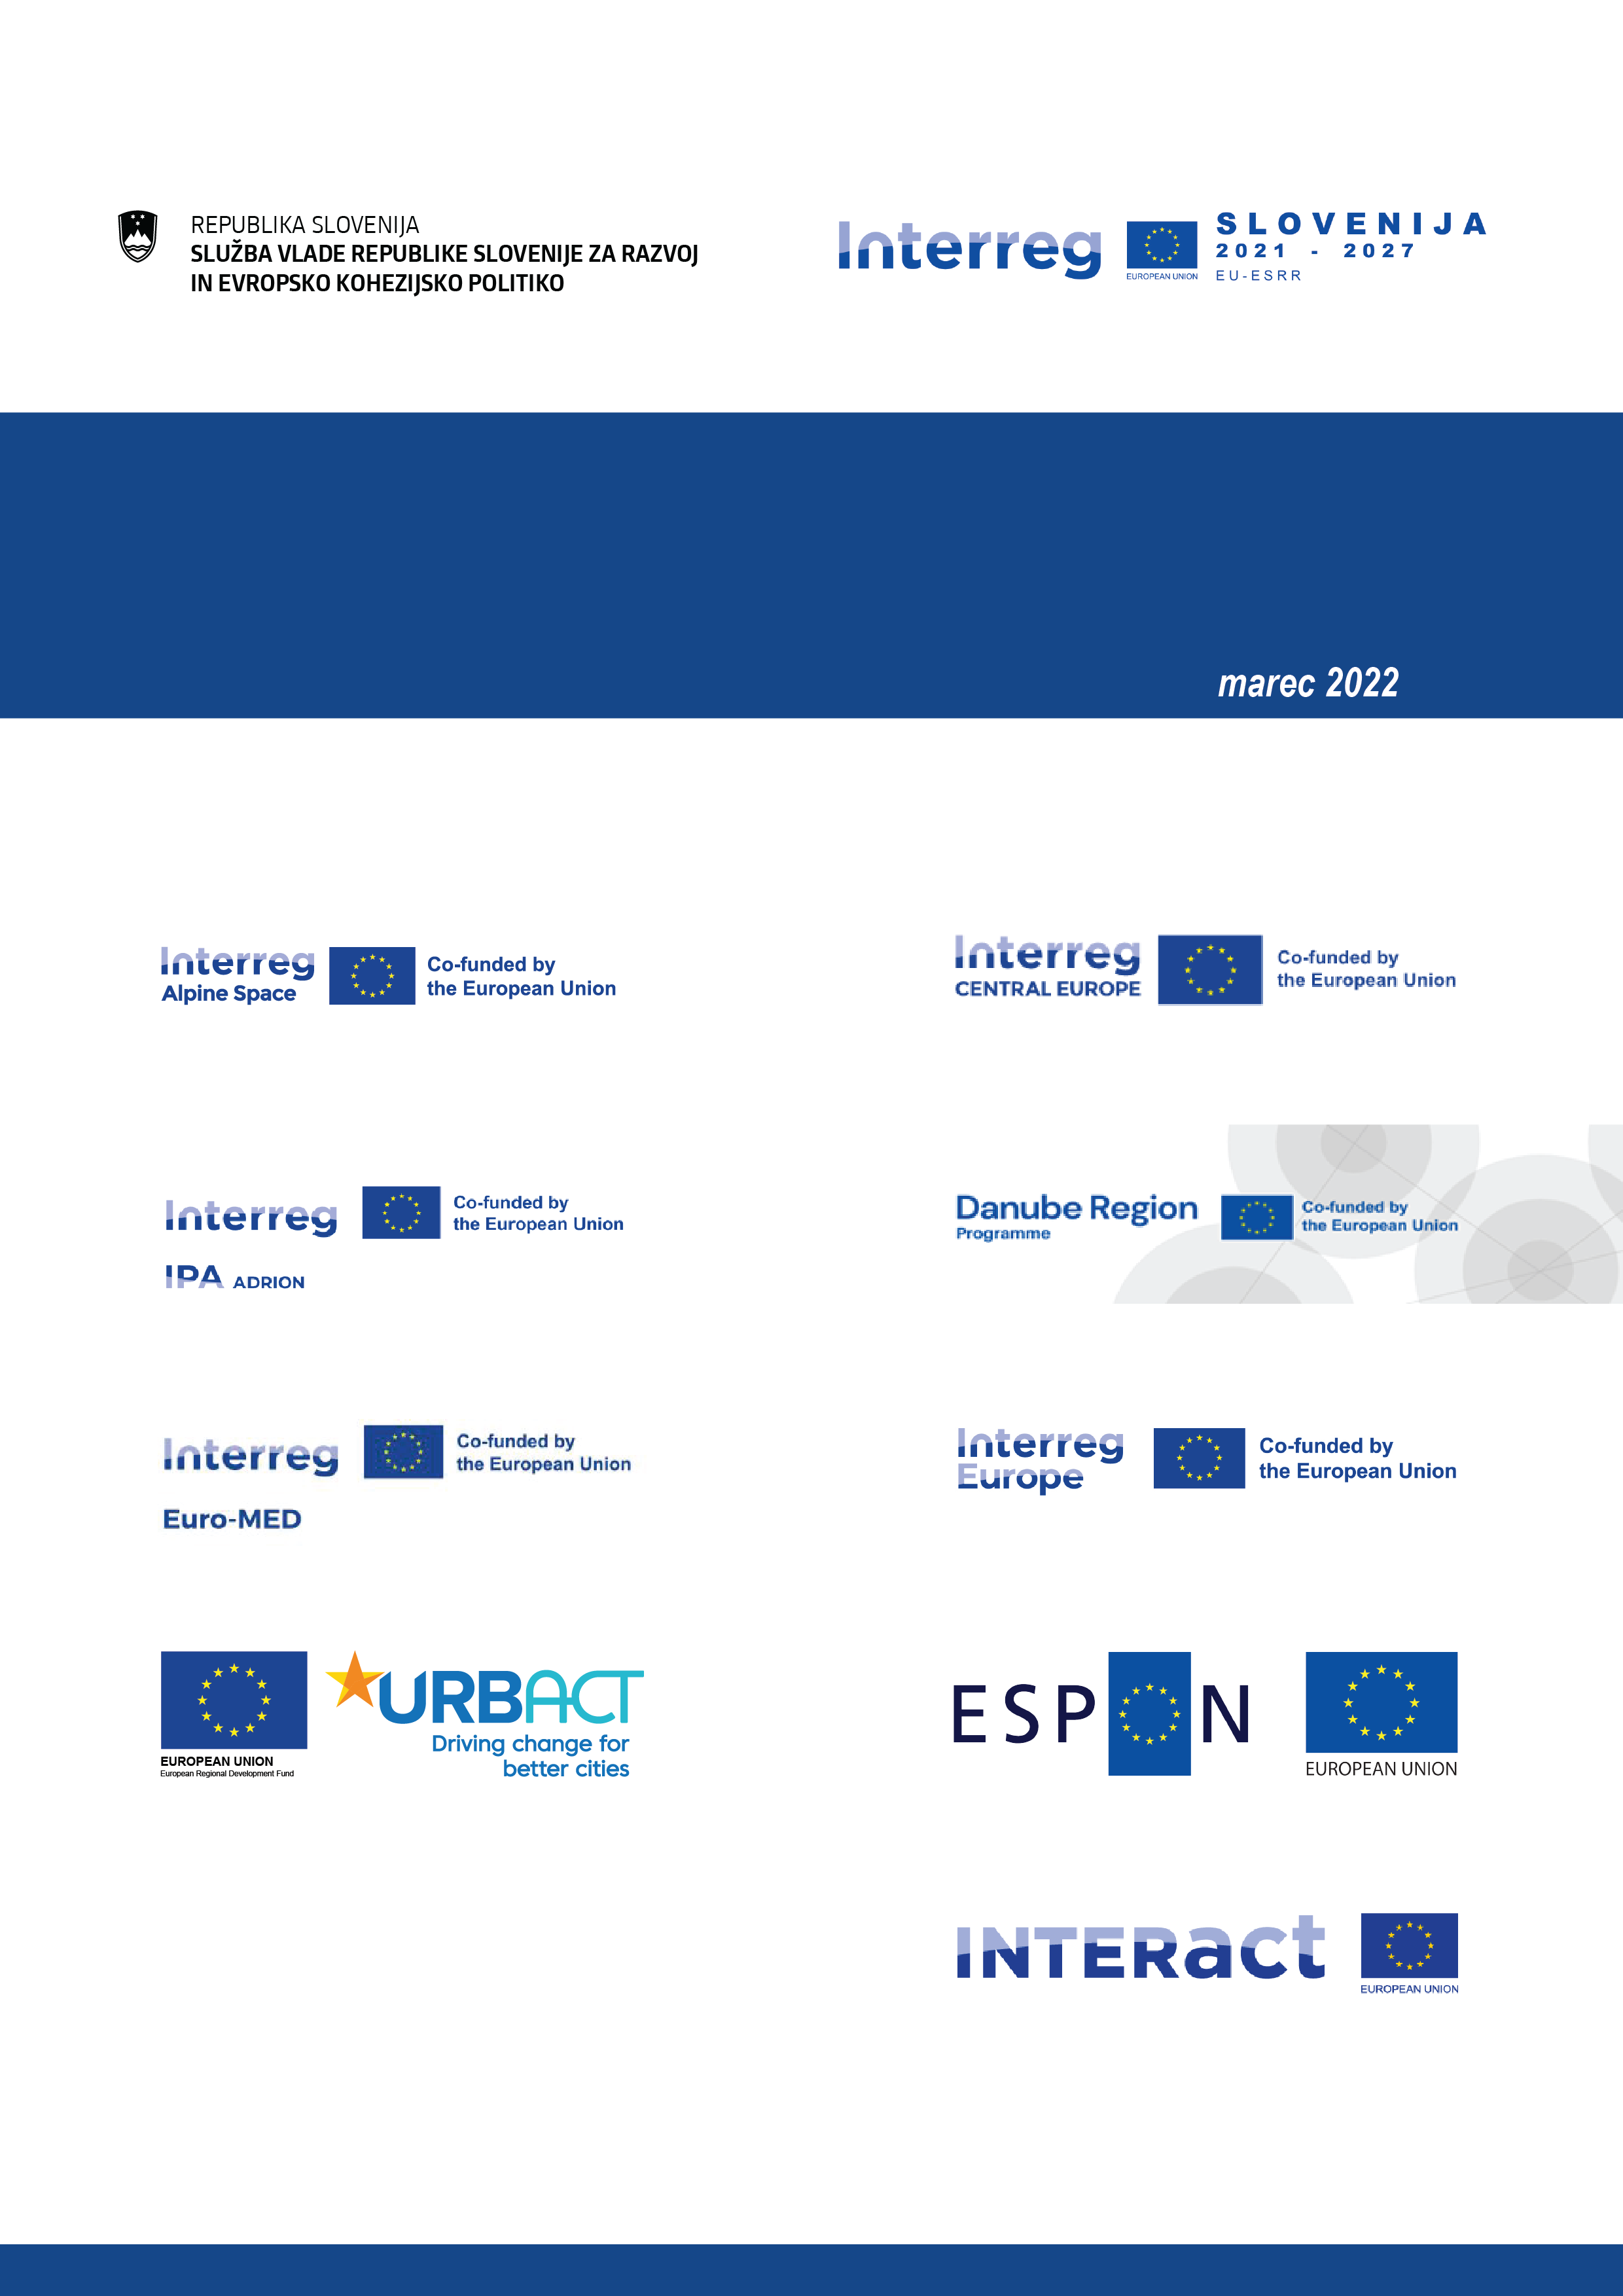 REPUBLIKA SLOVENIJA
SLUŽBA VLADE REPUBLIKE SLOVENIJE ZA RAZVOJ
IN EVROPSKO KOHEZIJSKO POLITIKO
Interreg
EUROPEAN UNION
SLOVENIJA
2021 - 2027
EU-ESRR
marec 2022
Interreg
Alpine Space
Co-funded by
the European Union
Interreg
CENTRAL EUROPE
Co-funded by
the European Union
Interreg
IPA ADRION
Co-funded by
the European Union
Danube Region
Programme
Co-funded by
the European Union
Interreg
Euro-MED
Co-funded by
the European Union
Interreg
Europe
Co-funded by
the European Union
EUROPEAN UNION
European Regional Development Fund
URBACT
Driving change for
better cities
ESPON
EUROPEAN UNION
INTERact
EUROPEAN UNION